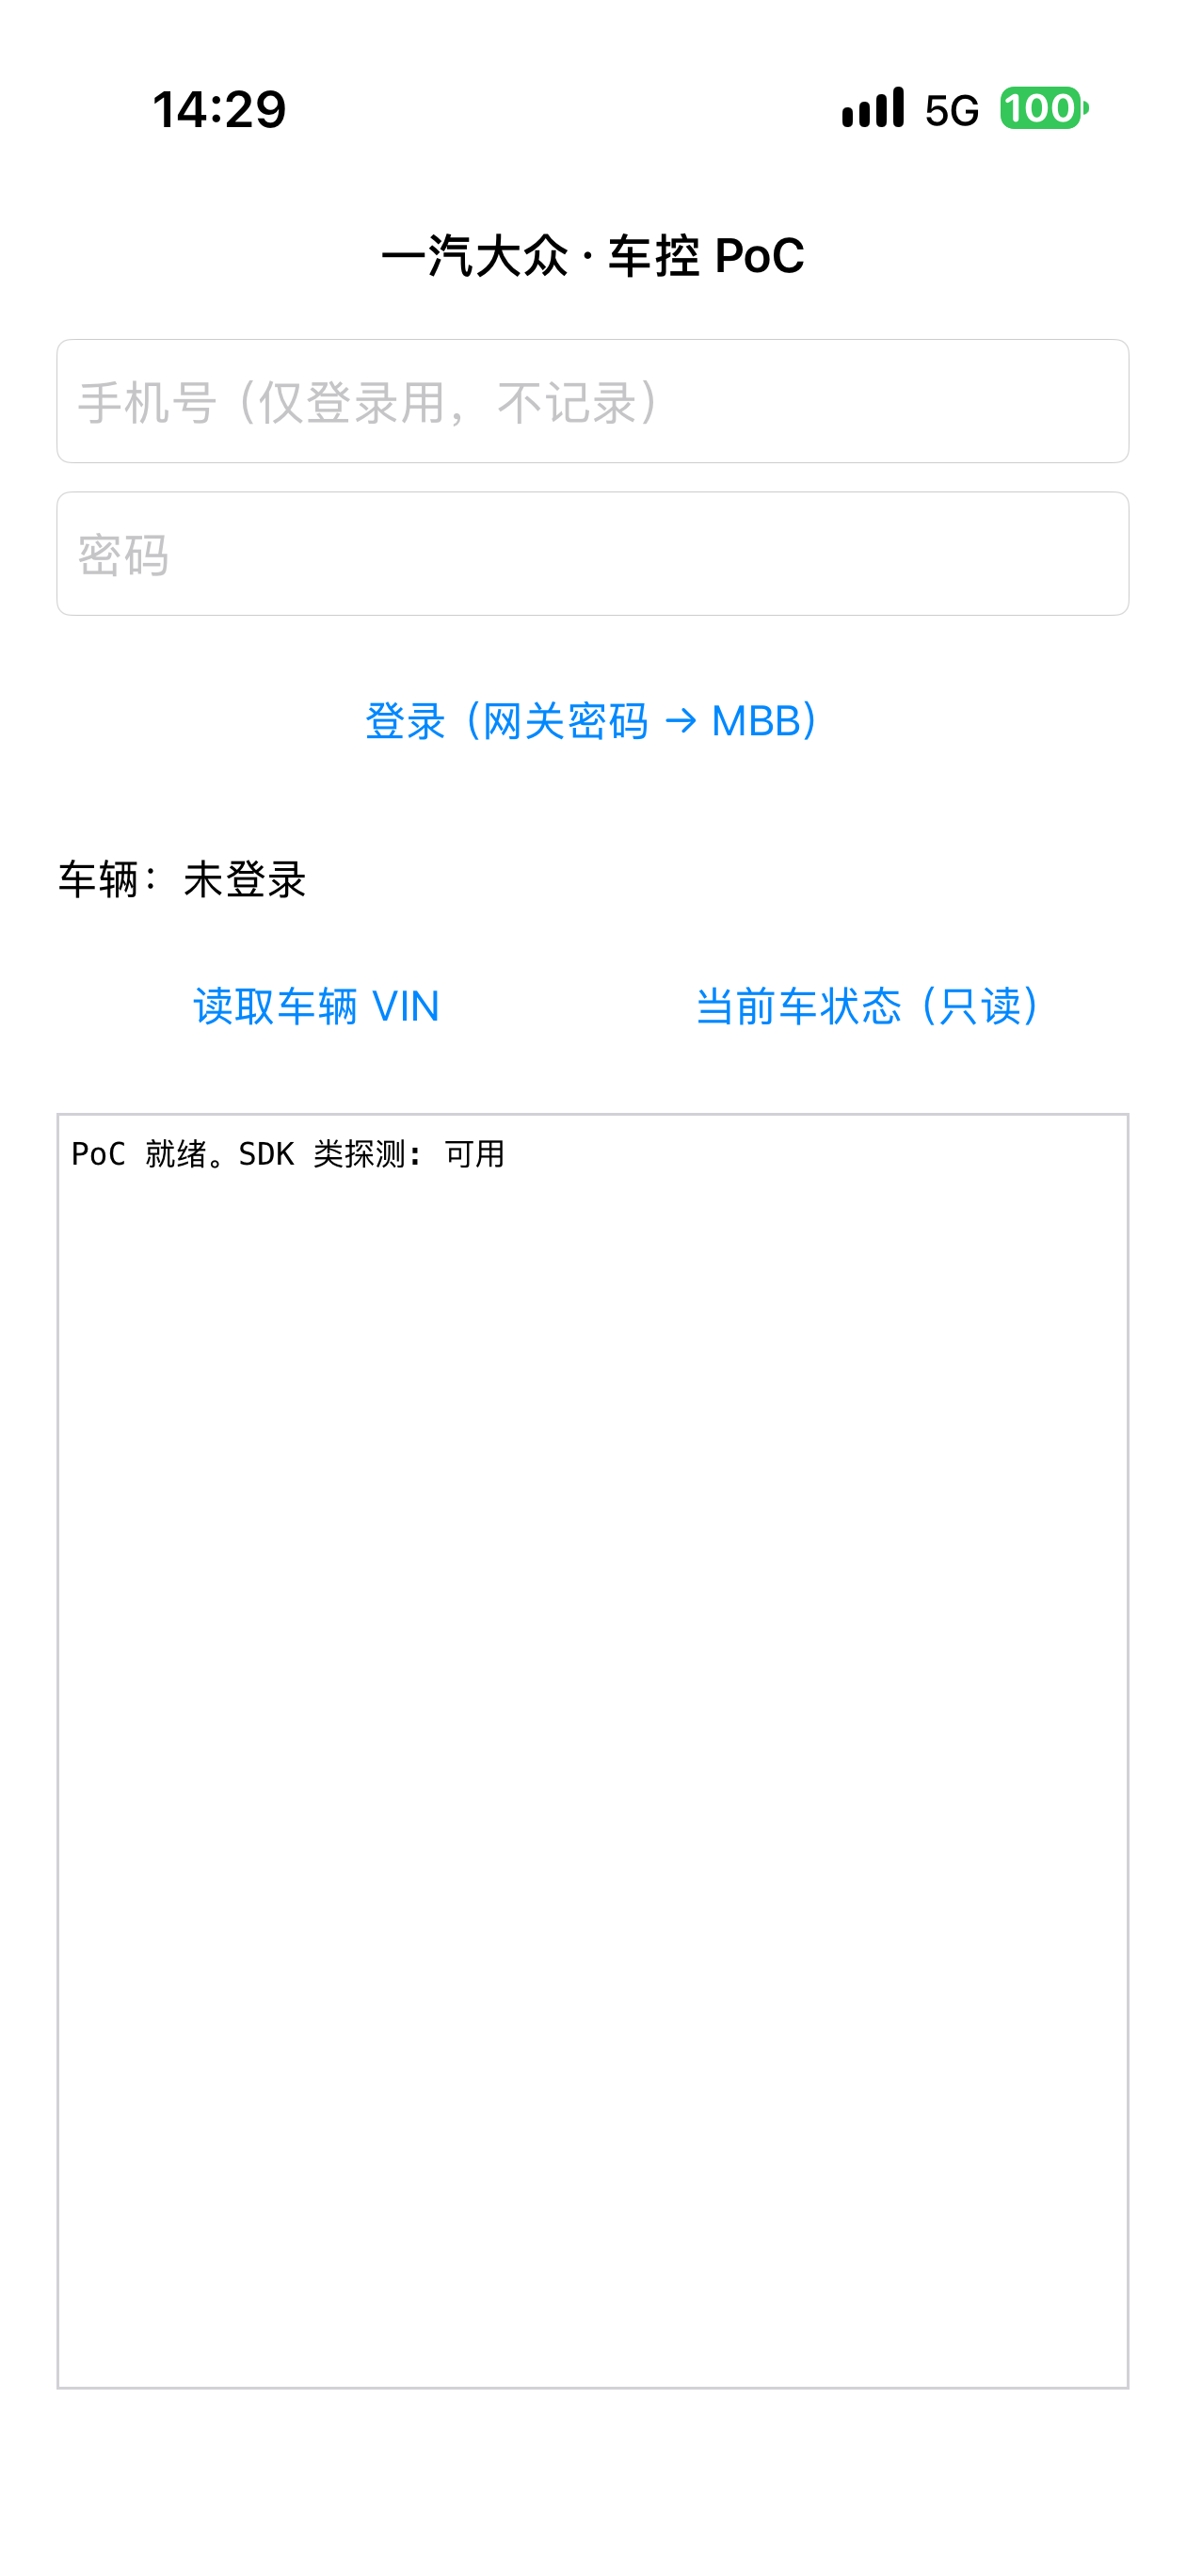 14:29 5G 100
一汽大众 · 车控 PoC
手机号（仅登录用，不记录）
密码
登录（网关密码 → MBB）
车辆：未登录
读取车辆 VIN 当前车状态（只读）
PoC 就绪。SDK 类探测: 可用